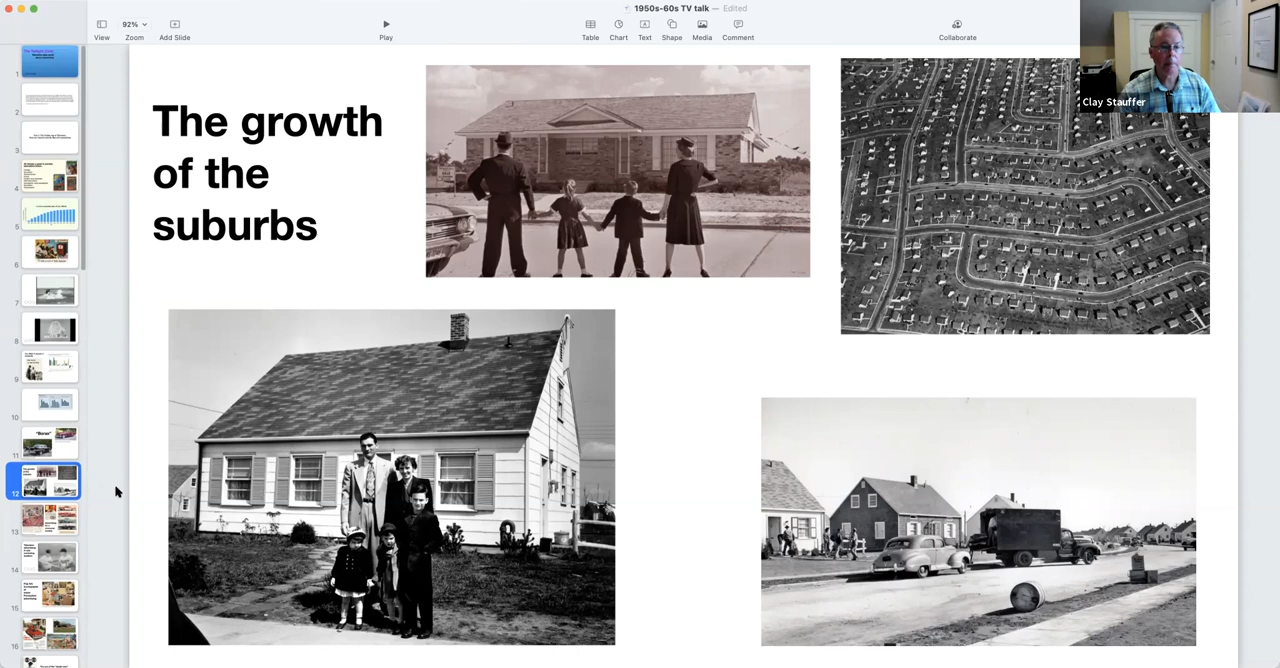 1950s-60s TV talk — Edited
92%
View
Zoom
Add Slide
Play
Table
Chart
Text
Shape
Media
Comment
Collaborate
Clay Stauffer
The growth
of the
suburbs
1
2
3
4
5
6
7
8
9
10
11
"Boros"
12
13
14
15
16